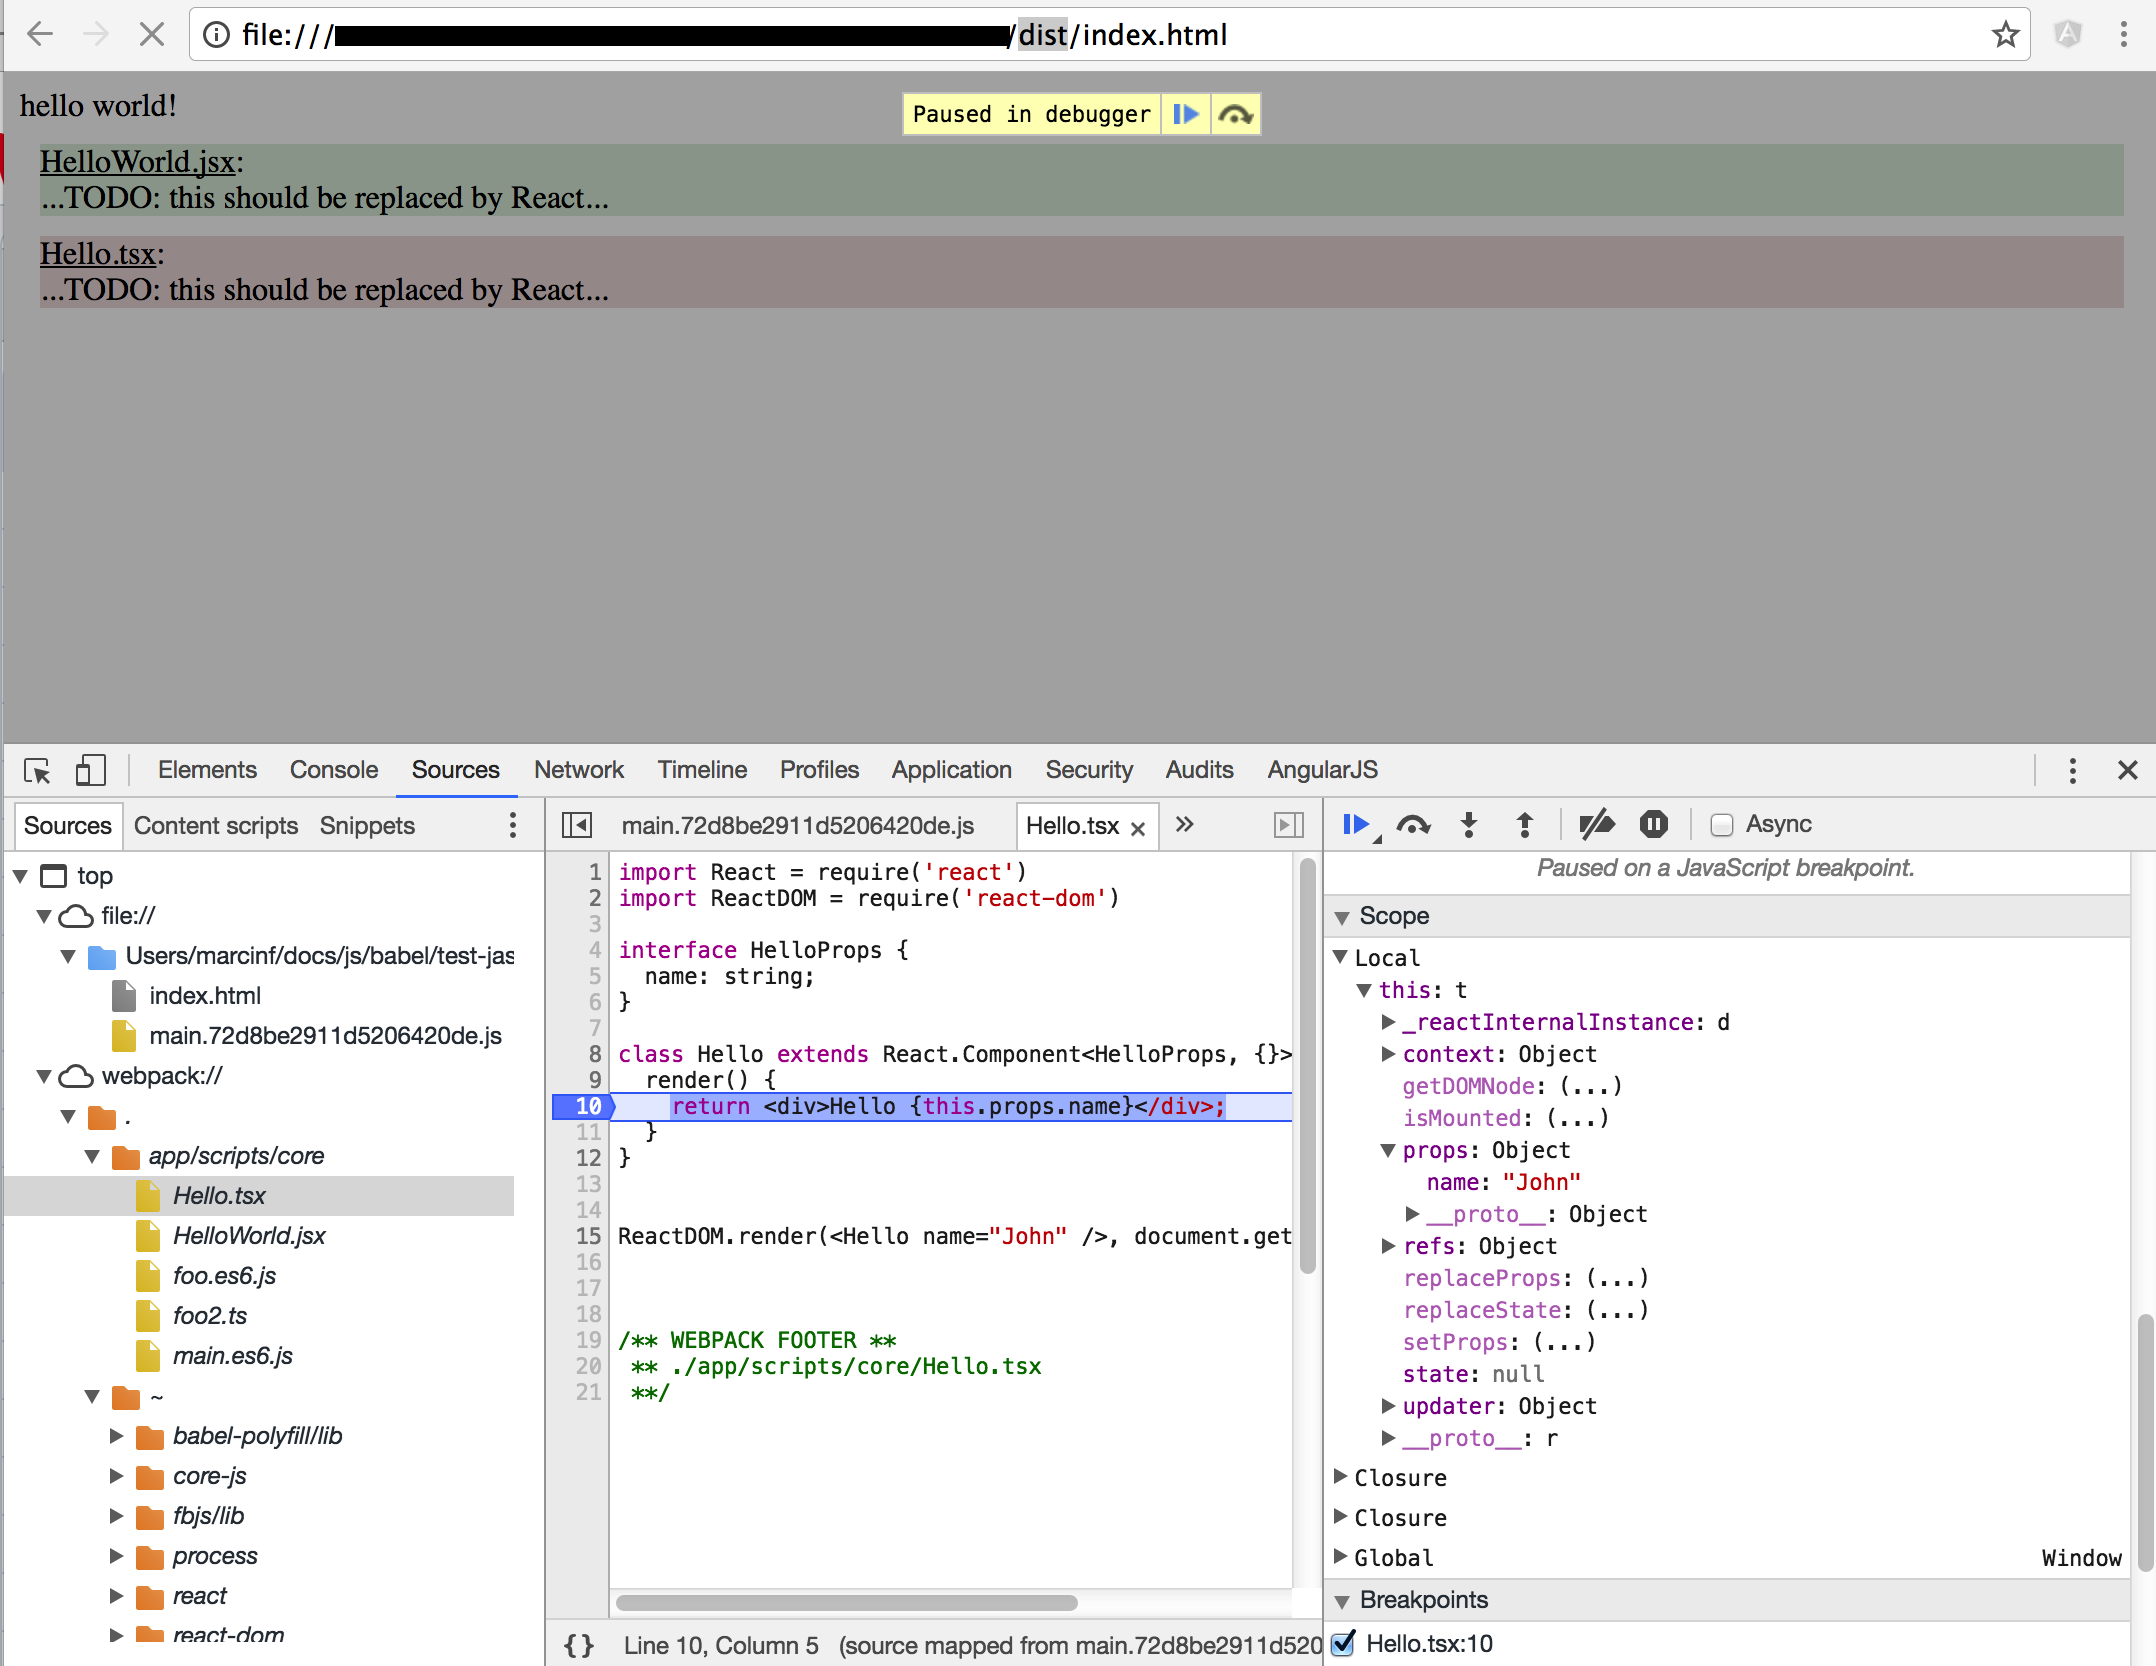 file:///
/dist/index.html
hello world!
Paused in debugger
HelloWorld.jsx:
...TODO: this should be replaced by React...
Hello.tsx:
...TODO: this should be replaced by React...
Elements Console Sources Network Timeline Profiles Application Security Audits AngularJS
Sources Content scripts Snippets
top
file://
Users/marcinf/docs/js/babel/test-jas
index.html
main.72d8be2911d5206420de.js
webpack://
.
app/scripts/core
Hello.tsx
HelloWorld.jsx
foo.es6.js
foo2.ts
main.es6.js
~
babel-polyfill/lib
core-js
fbjs/lib
process
react
react-dom
main.72d8be2911d5206420de.js Hello.tsx
1 import React = require('react')
2 import ReactDOM = require('react-dom')
3
4 interface HelloProps {
5   name: string;
6 }
7
8 class Hello extends React.Component<HelloProps, {}>
9   render() {
10     return <div>Hello {this.props.name}</div>;
11   }
12 }
13
14
15 ReactDOM.render(<Hello name="John" />, document.get
16
17
18
19 /** WEBPACK FOOTER **
20  ** ./app/scripts/core/Hello.tsx
21  **/
{} Line 10, Column 5 (source mapped from main.72d8be2911d520
Async
Paused on a JavaScript breakpoint.
Scope
Local
this: t
_reactInternalInstance: d
context: Object
getDOMNode: (...)
isMounted: (...)
props: Object
name: "John"
__proto__: Object
refs: Object
replaceProps: (...)
replaceState: (...)
setProps: (...)
state: null
updater: Object
__proto__: r
Closure
Closure
Global Window
Breakpoints
Hello.tsx:10